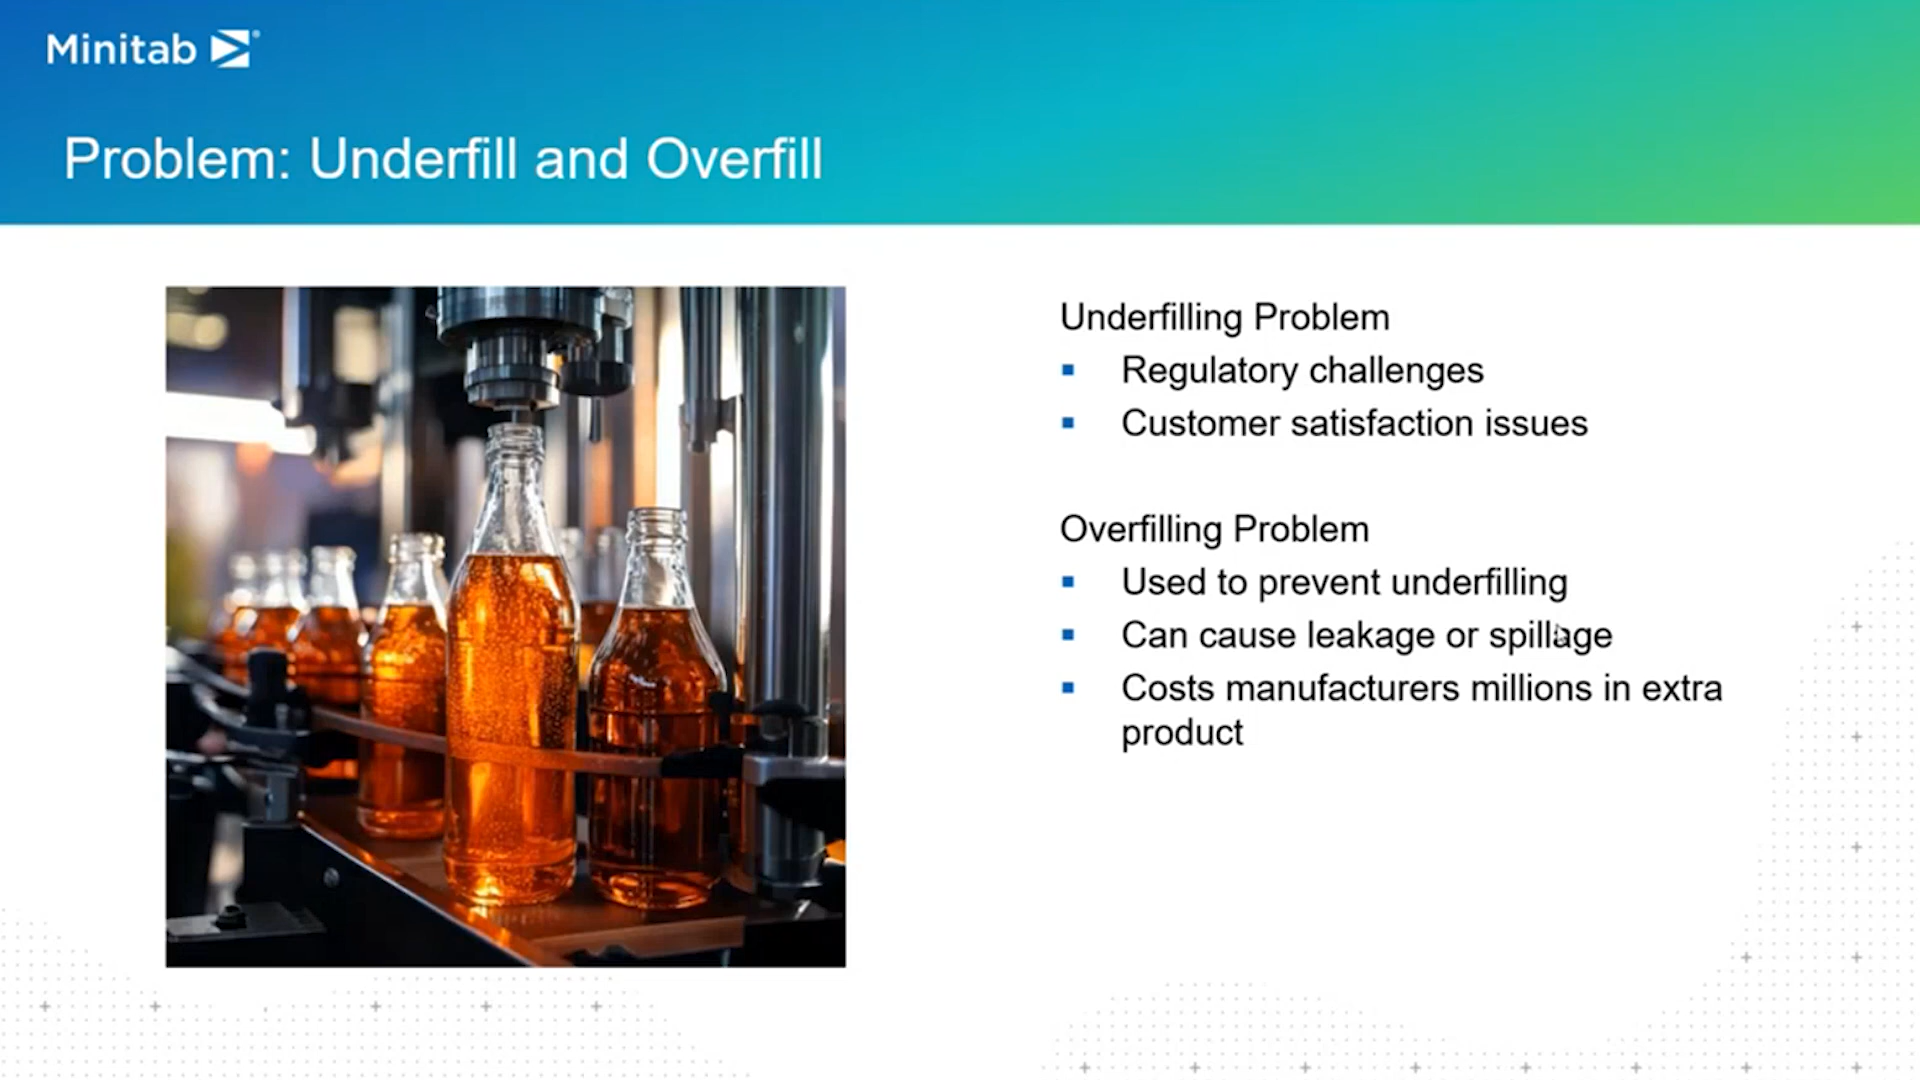 Minitab
Problem: Underfill and Overfill
Underfilling Problem
Regulatory challenges
Customer satisfaction issues
Overfilling Problem
Used to prevent underfilling
Can cause leakage or spillage
Costs manufacturers millions in extra
product